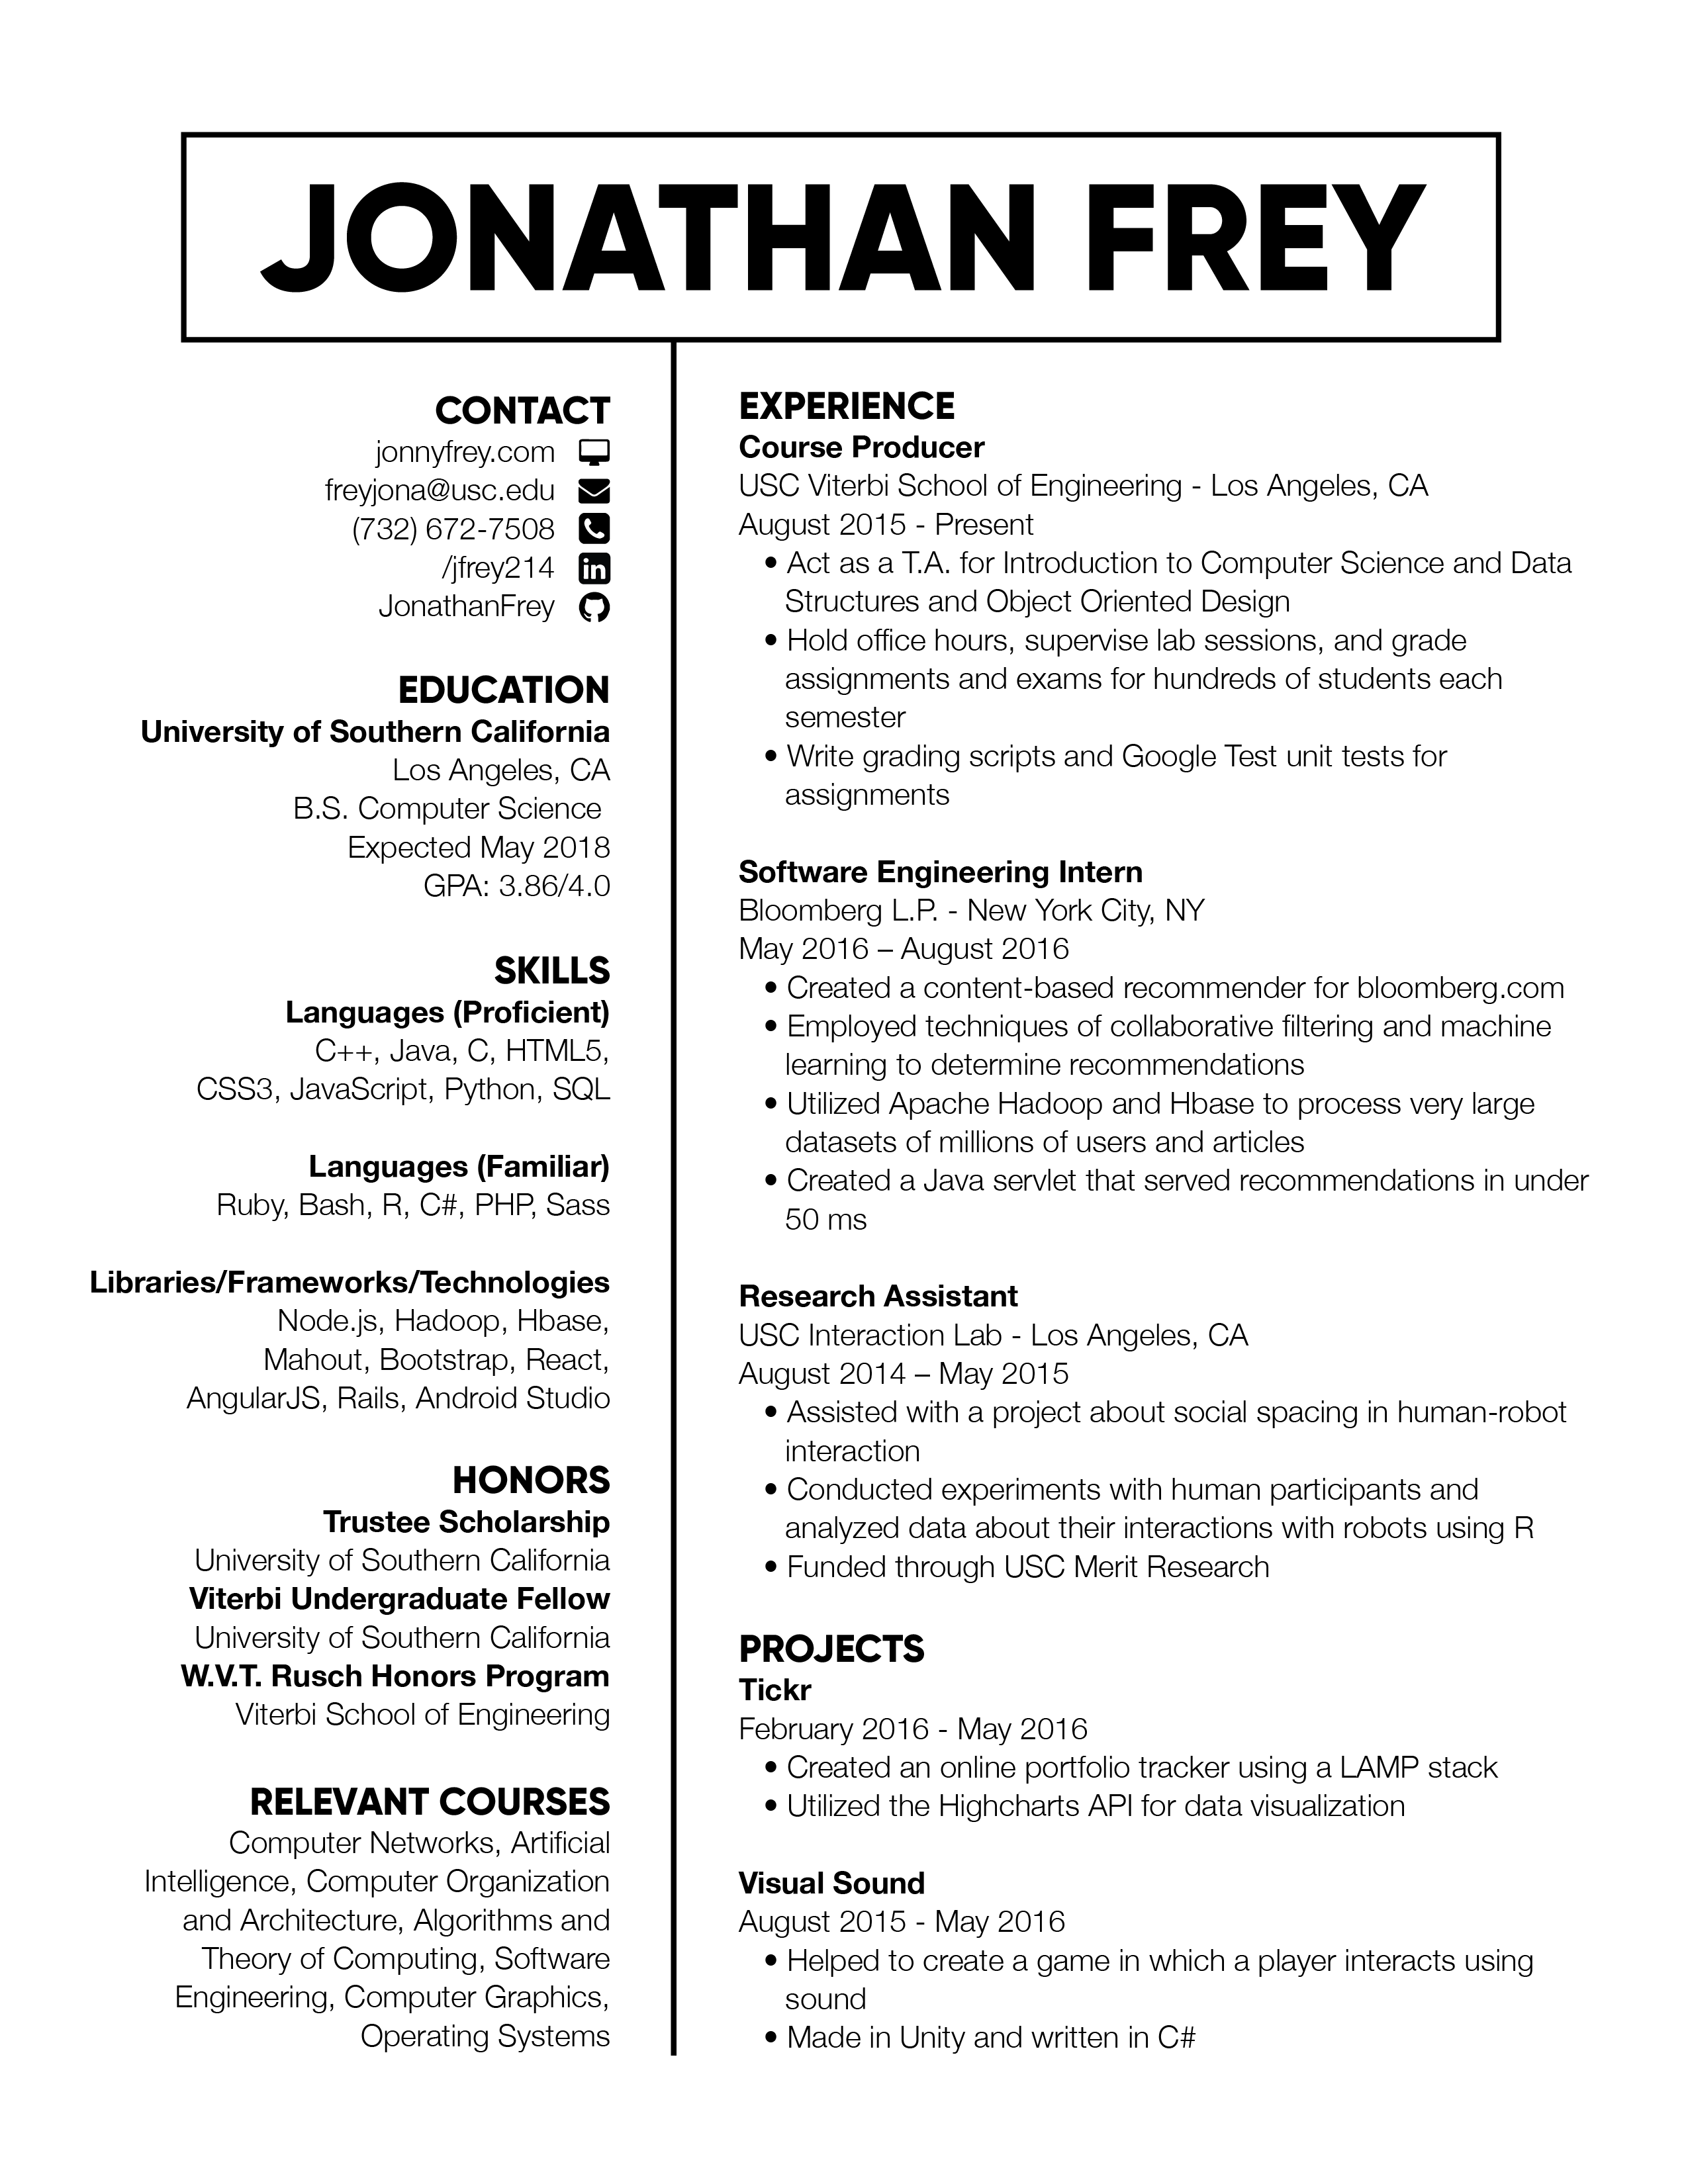 JONATHAN FREY
CONTACT
jonnyfrey.com
freyjona@usc.edu
(732) 672-7508
/jfrey214
in
JonathanFrey
EDUCATION
University of Southern California
Los Angeles, CA
B.S. Computer Science
Expected May 2018
GPA: 3.86/4.0
SKILLS
Languages (Proficient)
C++, Java, C, HTML5,
CSS3, JavaScript, Python, SQL
Languages (Familiar)
Ruby, Bash, R, C#, PHP, Sass
Libraries/Frameworks/Technologies
Node.js, Hadoop, Hbase,
Mahout, Bootstrap, React,
AngularJS, Rails, Android Studio
HONORS
Trustee Scholarship
University of Southern California
Viterbi Undergraduate Fellow
University of Southern California
W.V.T. Rusch Honors Program
Viterbi School of Engineering
RELEVANT COURSES
Computer Networks, Artificial
Intelligence, Computer Organization
and Architecture, Algorithms and
Theory of Computing, Software
Engineering, Computer Graphics,
Operating Systems
EXPERIENCE
Course Producer
USC Viterbi School of Engineering - Los Angeles, CA
August 2015 - Present
• Act as a T.A. for Introduction to Computer Science and Data
Structures and Object Oriented Design
• Hold office hours, supervise lab sessions, and grade
assignments and exams for hundreds of students each
semester
• Write grading scripts and Google Test unit tests for
assignments
Software Engineering Intern
Bloomberg L.P. - New York City, NY
May 2016 – August 2016
• Created a content-based recommender for bloomberg.com
• Employed techniques of collaborative filtering and machine
learning to determine recommendations
• Utilized Apache Hadoop and Hbase to process very large
datasets of millions of users and articles
• Created a Java servlet that served recommendations in under
50 ms
Research Assistant
USC Interaction Lab - Los Angeles, CA
August 2014 – May 2015
• Assisted with a project about social spacing in human-robot
interaction
• Conducted experiments with human participants and
analyzed data about their interactions with robots using R
• Funded through USC Merit Research
PROJECTS
Tickr
February 2016 - May 2016
• Created an online portfolio tracker using a LAMP stack
• Utilized the Highcharts API for data visualization
Visual Sound
August 2015 - May 2016
• Helped to create a game in which a player interacts using
sound
• Made in Unity and written in C#